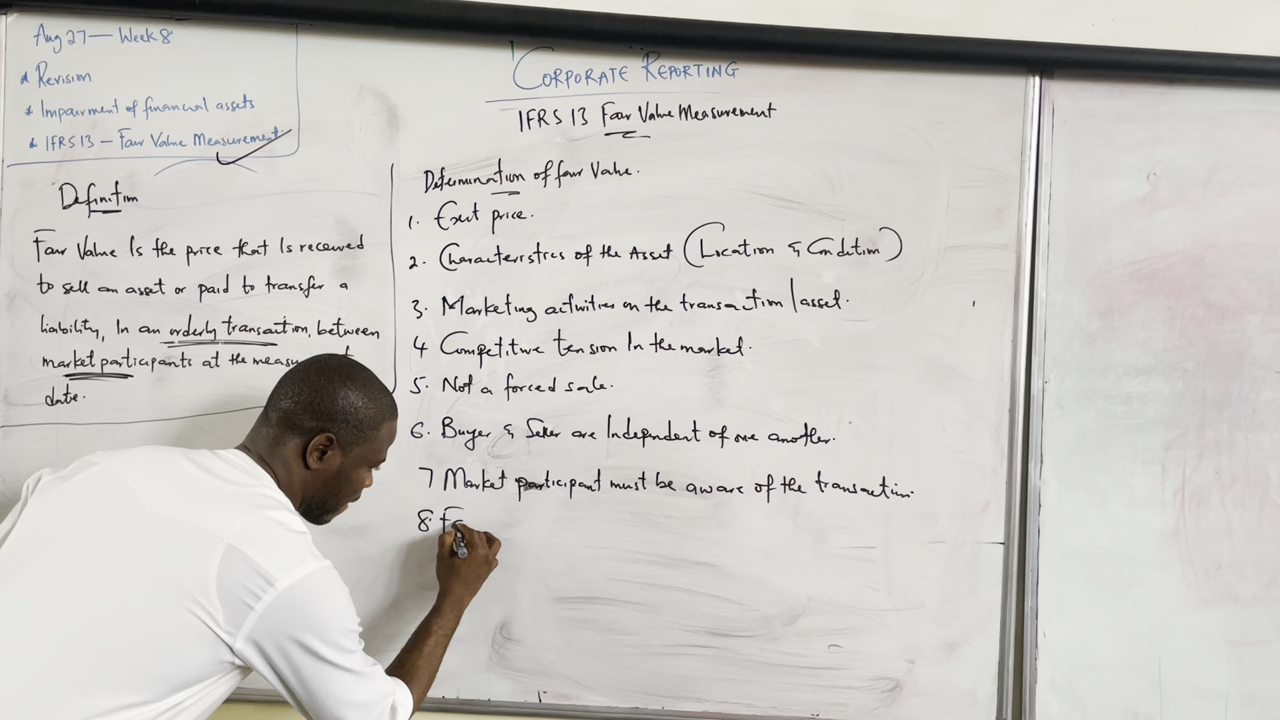 Aug 27 — Week 8
* Revision
* Impairment of financial assets
* IFRS 13 — Fair Value Measurement
Definition
Fair Value Is the price that Is received
to sell an asset or paid to transfer a
liability, In an orderly transaction, between
market participants at the
date.
CORPORATE REPORTING
IFRS 13 Fair Value Measurement
Determination of fair Value.
1. Exit price.
2. Characteristics of the Asset (Location & Condition)
3. Marketing activities on the transaction / asset.
4 Competitive tension In the market.
5. Not a forced sale.
6. Buyer & Seller are Independent of one another.
7 Market participant must be aware of the transaction.
8.